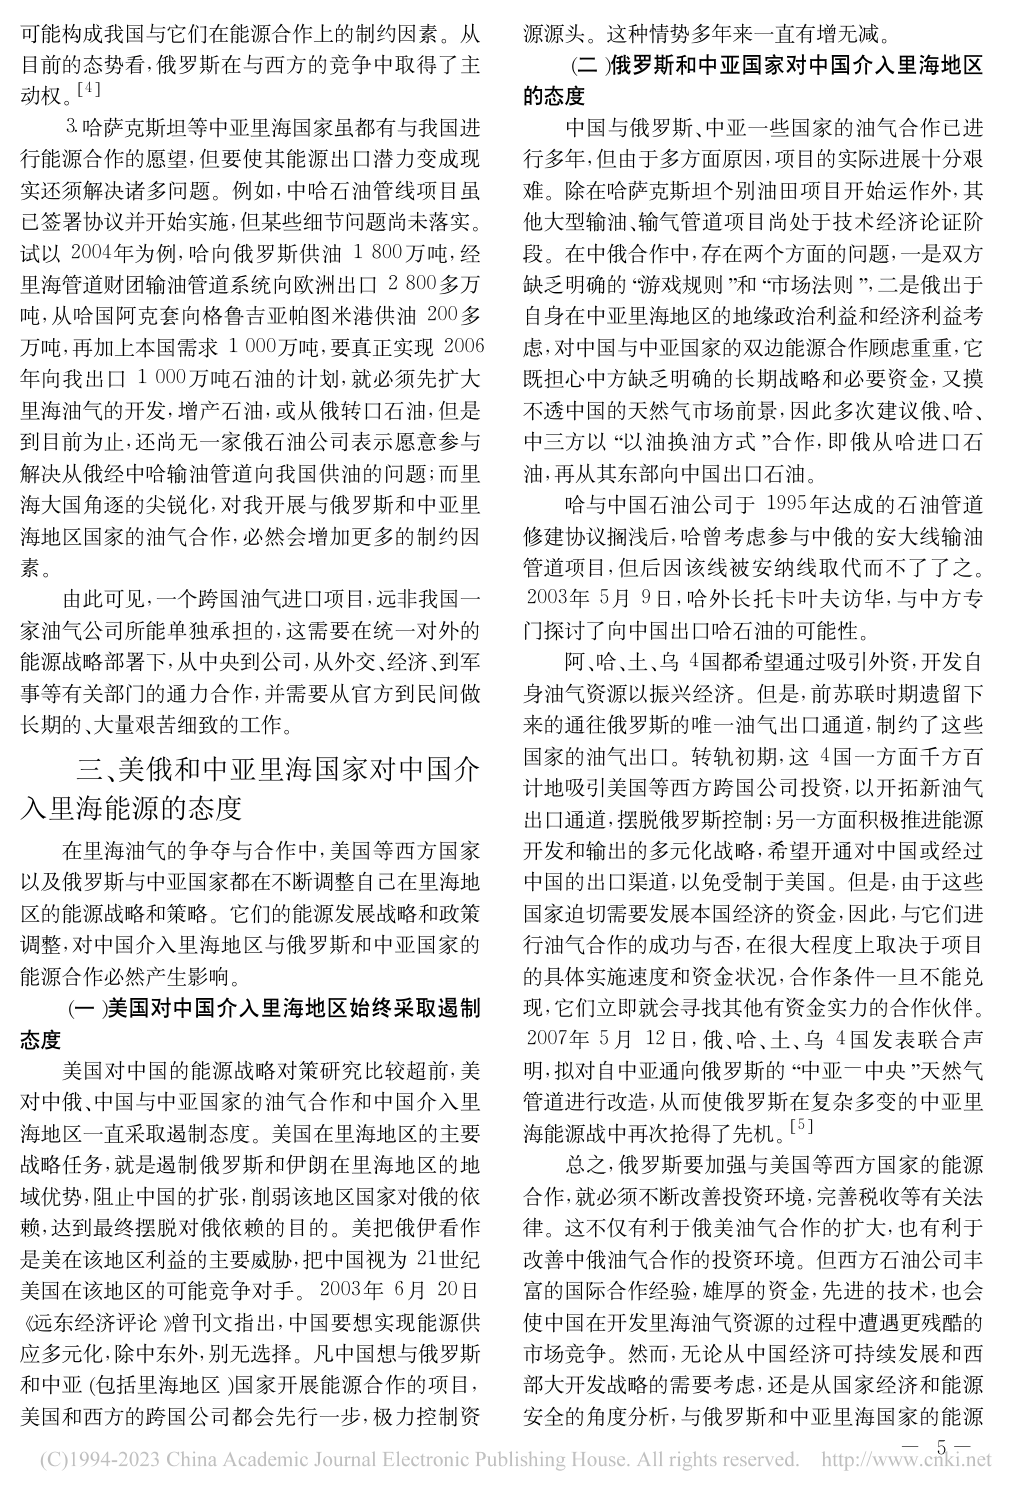 可能构成我国与它们在能源合作上的制约因素。从
目前的态势看,俄罗斯在与西方的竞争中取得了主
动权。[4]
3.哈萨克斯坦等中亚里海国家虽都有与我国进
行能源合作的愿望,但要使其能源出口潜力变成现
实还须解决诸多问题。例如,中哈石油管线项目虽
已签署协议并开始实施,但某些细节问题尚未落实。
试以 2004年为例,哈向俄罗斯供油 1 800万吨,经
里海管道财团输油管道系统向欧洲出口 2 800多万
吨,从哈国阿克套向格鲁吉亚帕图米港供油 200多
万吨,再加上本国需求 1 000万吨,要真正实现 2006
年向我出口 1 000万吨石油的计划,就必须先扩大
里海油气的开发,增产石油,或从俄转口石油,但是
到目前为止,还尚无一家俄石油公司表示愿意参与
解决从俄经中哈输油管道向我国供油的问题;而里
海大国角逐的尖锐化,对我开展与俄罗斯和中亚里
海地区国家的油气合作,必然会增加更多的制约因
素。
由此可见,一个跨国油气进口项目,远非我国一
家油气公司所能单独承担的,这需要在统一对外的
能源战略部署下,从中央到公司,从外交、经济、到军
事等有关部门的通力合作,并需要从官方到民间做
长期的、大量艰苦细致的工作。
三、美俄和中亚里海国家对中国介
入里海能源的态度
在里海油气的争夺与合作中,美国等西方国家
以及俄罗斯与中亚国家都在不断调整自己在里海地
区的能源战略和策略。它们的能源发展战略和政策
调整,对中国介入里海地区与俄罗斯和中亚国家的
能源合作必然产生影响。
(一)美国对中国介入里海地区始终采取遏制
态度
美国对中国的能源战略对策研究比较超前,美
对中俄、中国与中亚国家的油气合作和中国介入里
海地区一直采取遏制态度。美国在里海地区的主要
战略任务,就是遏制俄罗斯和伊朗在里海地区的地
域优势,阻止中国的扩张,削弱该地区国家对俄的依
赖,达到最终摆脱对俄依赖的目的。美把俄伊看作
是美在该地区利益的主要威胁,把中国视为 21世纪
美国在该地区的可能竞争对手。2003年 6月 20日
《远东经济评论》曾刊文指出,中国要想实现能源供
应多元化,除中东外,别无选择。凡中国想与俄罗斯
和中亚(包括里海地区)国家开展能源合作的项目,
美国和西方的跨国公司都会先行一步,极力控制资
源源头。这种情势多年来一直有增无减。
(二)俄罗斯和中亚国家对中国介入里海地区
的态度
中国与俄罗斯、中亚一些国家的油气合作已进
行多年,但由于多方面原因,项目的实际进展十分艰
难。除在哈萨克斯坦个别油田项目开始运作外,其
他大型输油、输气管道项目尚处于技术经济论证阶
段。在中俄合作中,存在两个方面的问题,一是双方
缺乏明确的“游戏规则”和“市场法则”,二是俄出于
自身在中亚里海地区的地缘政治利益和经济利益考
虑,对中国与中亚国家的双边能源合作顾虑重重,它
既担心中方缺乏明确的长期战略和必要资金,又摸
不透中国的天然气市场前景,因此多次建议俄、哈、
中三方以“以油换油方式”合作,即俄从哈进口石
油,再从其东部向中国出口石油。
哈与中国石油公司于 1995年达成的石油管道
修建协议搁浅后,哈曾考虑参与中俄的安大线输油
管道项目,但后因该线被安纳线取代而不了了之。
2003年 5月 9日,哈外长托卡叶夫访华,与中方专
门探讨了向中国出口哈石油的可能性。
阿、哈、土、乌 4国都希望通过吸引外资,开发自
身油气资源以振兴经济。但是,前苏联时期遗留下
来的通往俄罗斯的唯一油气出口通道,制约了这些
国家的油气出口。转轨初期,这 4国一方面千方百
计地吸引美国等西方跨国公司投资,以开拓新油气
出口通道,摆脱俄罗斯控制;另一方面积极推进能源
开发和输出的多元化战略,希望开通对中国或经过
中国的出口渠道,以免受制于美国。但是,由于这些
国家迫切需要发展本国经济的资金,因此,与它们进
行油气合作的成功与否,在很大程度上取决于项目
的具体实施速度和资金状况,合作条件一旦不能兑
现,它们立即就会寻找其他有资金实力的合作伙伴。
2007年 5月 12日,俄、哈、土、乌 4国发表联合声
明,拟对自中亚通向俄罗斯的“中亚—中央”天然气
管道进行改造,从而使俄罗斯在复杂多变的中亚里
海能源战中再次抢得了先机。[5]
总之,俄罗斯要加强与美国等西方国家的能源
合作,就必须不断改善投资环境,完善税收等有关法
律。这不仅有利于俄美油气合作的扩大,也有利于
改善中俄油气合作的投资环境。但西方石油公司丰
富的国际合作经验,雄厚的资金,先进的技术,也会
使中国在开发里海油气资源的过程中遭遇更残酷的
市场竞争。然而,无论从中国经济可持续发展和西
部大开发战略的需要考虑,还是从国家经济和能源
安全的角度分析,与俄罗斯和中亚里海国家的能源
— 5 —
(C)1994-2023 China Academic Journal Electronic Publishing House. All rights reserved. http://www.cnki.net